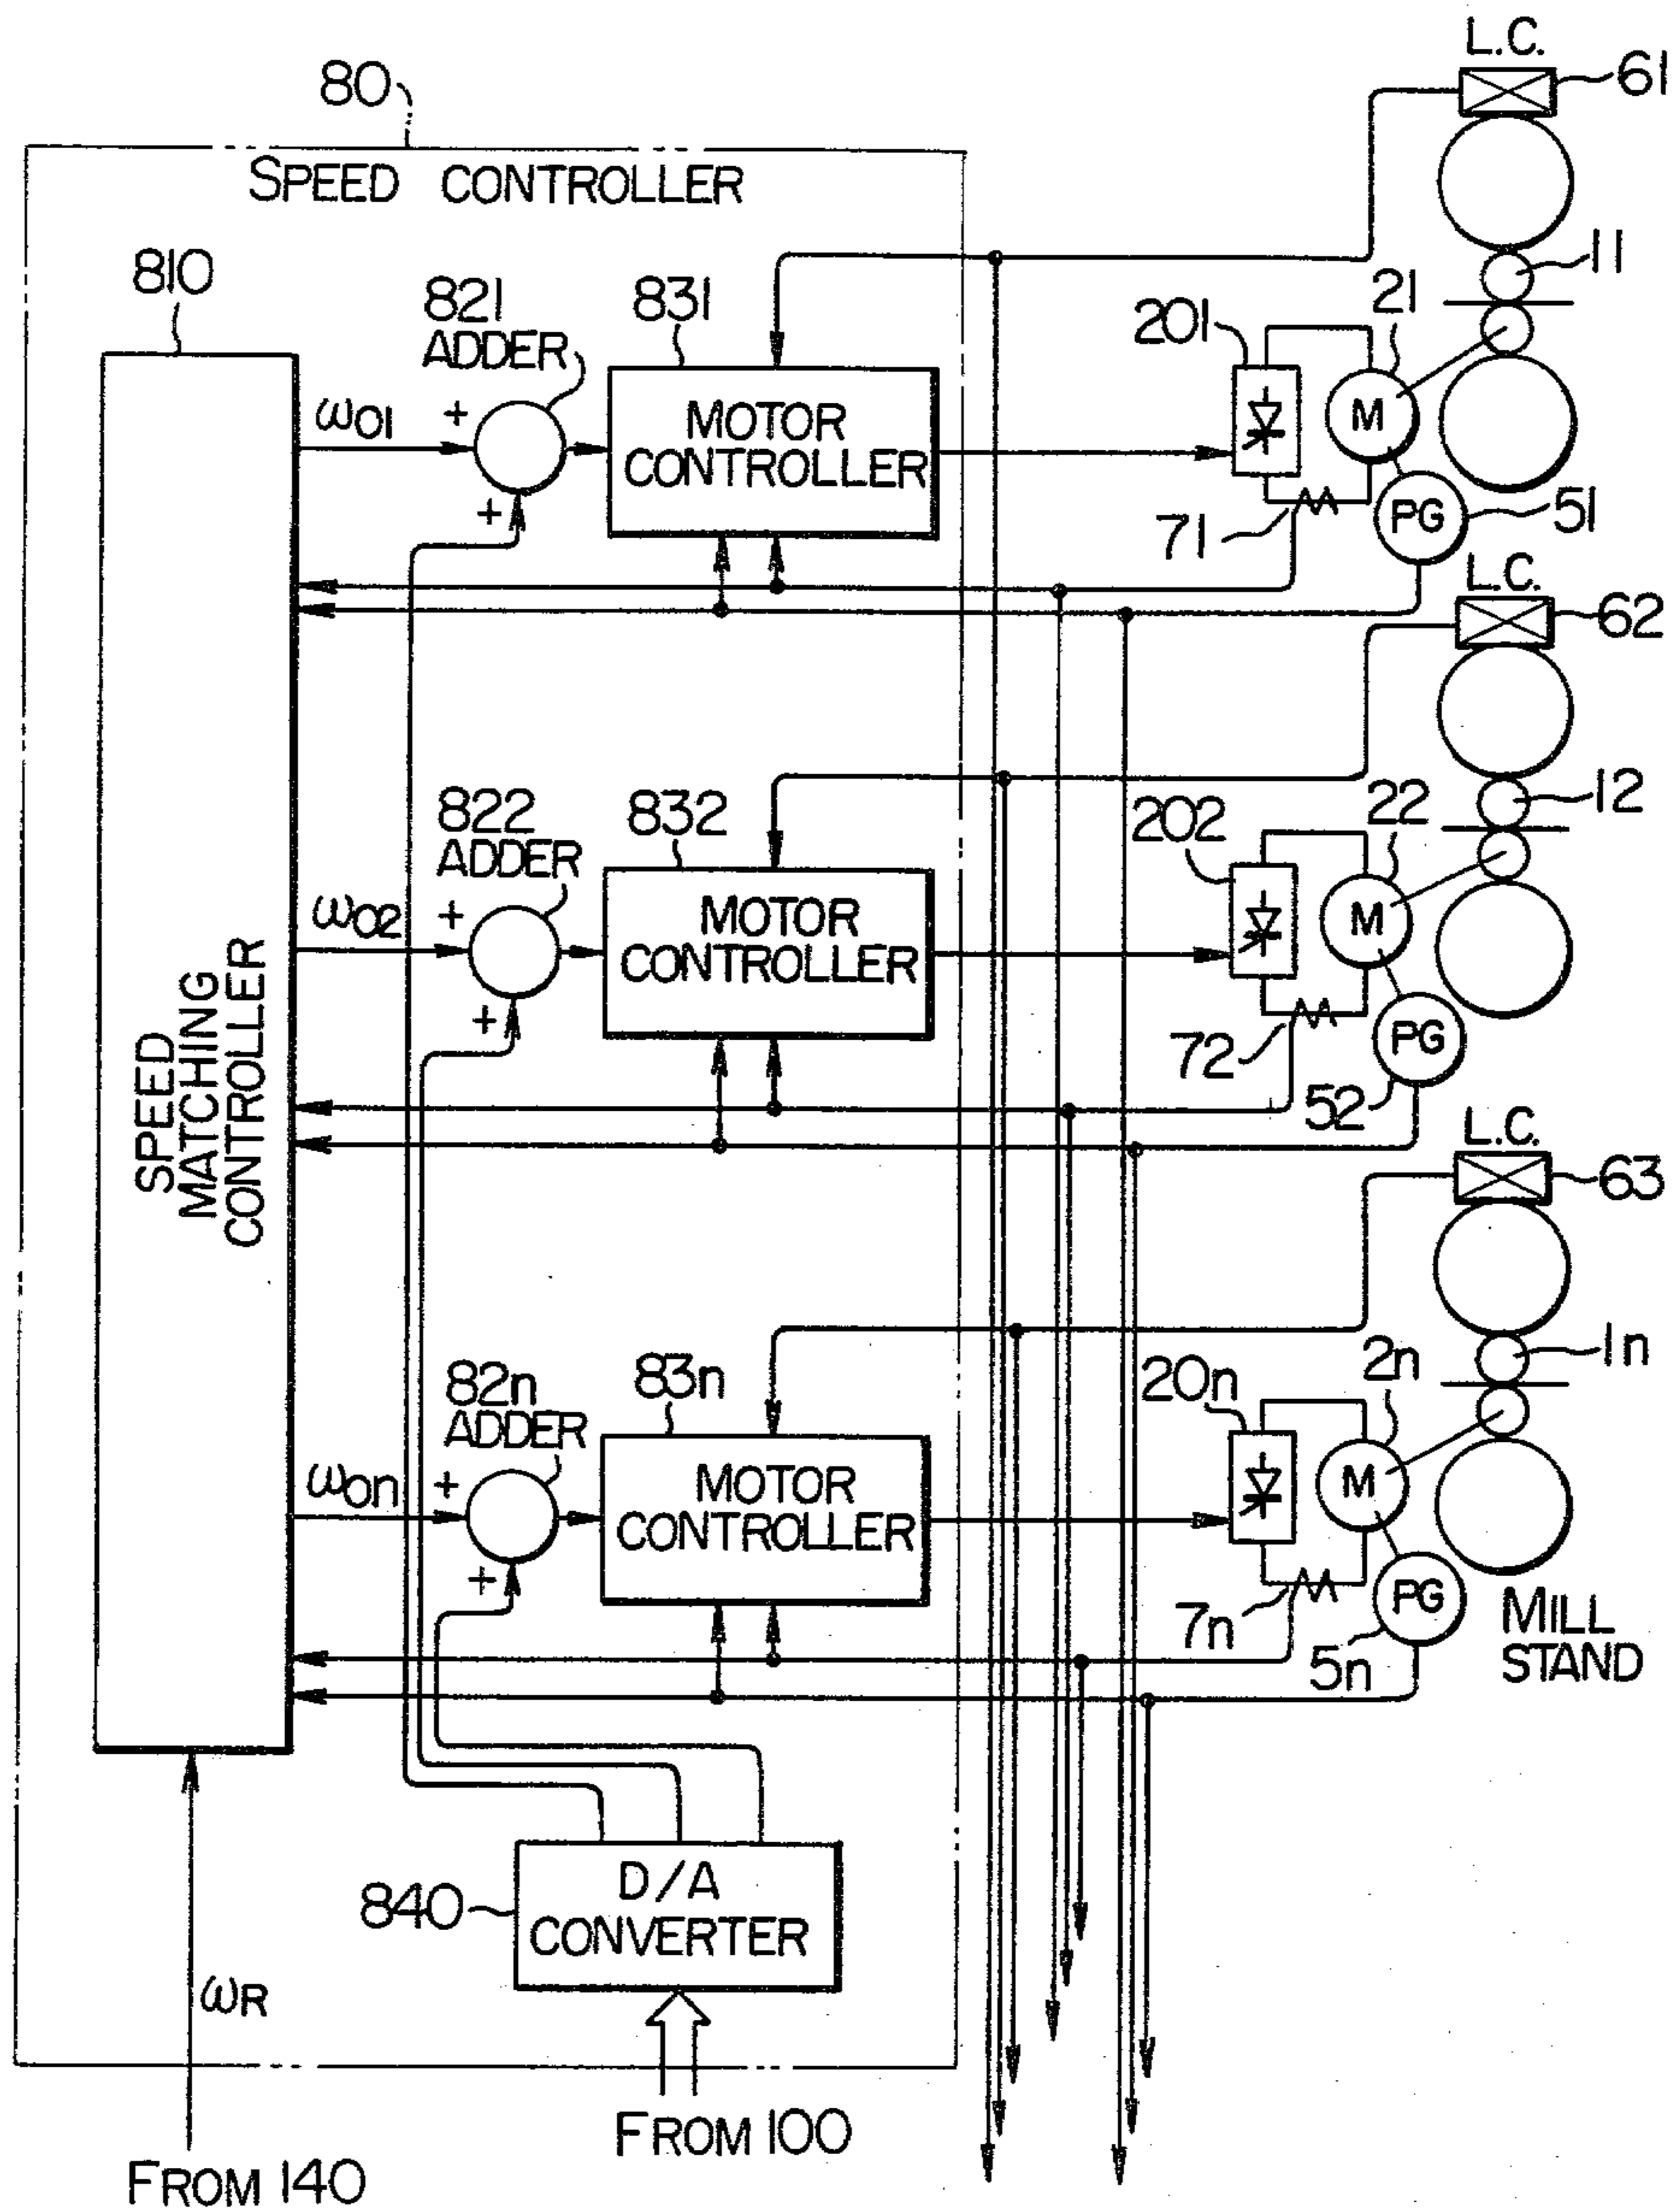 L.C.
61
80
SPEED CONTROLLER
810
821
ADDER
831
201
21
11
ω01
+
+
MOTOR
CONTROLLER
M
71
PG
51
L.C.
62
822
ADDER
832
202
22
12
ω02
+
+
MOTOR
CONTROLLER
M
72
PG
52
SPEED
MATCHING
CONTROLLER
L.C.
63
82n
ADDER
83n
20n
2n
1n
ω0n
+
+
MOTOR
CONTROLLER
M
7n
PG
5n
MILL
STAND
840
D/A
CONVERTER
ωR
FROM 100
FROM 140